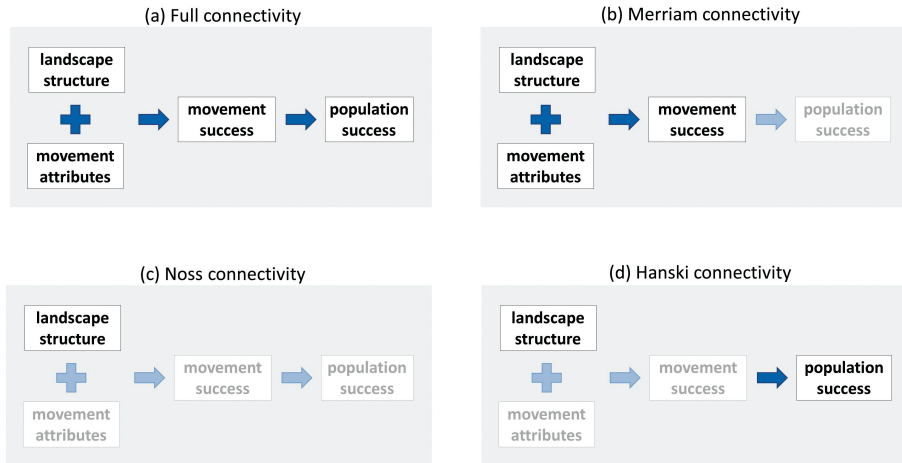 (a) Full connectivity
landscape
structure
movement
success
population
success
movement
attributes
(b) Merriam connectivity
landscape
structure
movement
success
population
success
movement
attributes
(c) Noss connectivity
landscape
structure
movement
success
population
success
movement
attributes
(d) Hanski connectivity
landscape
structure
movement
success
population
success
movement
attributes